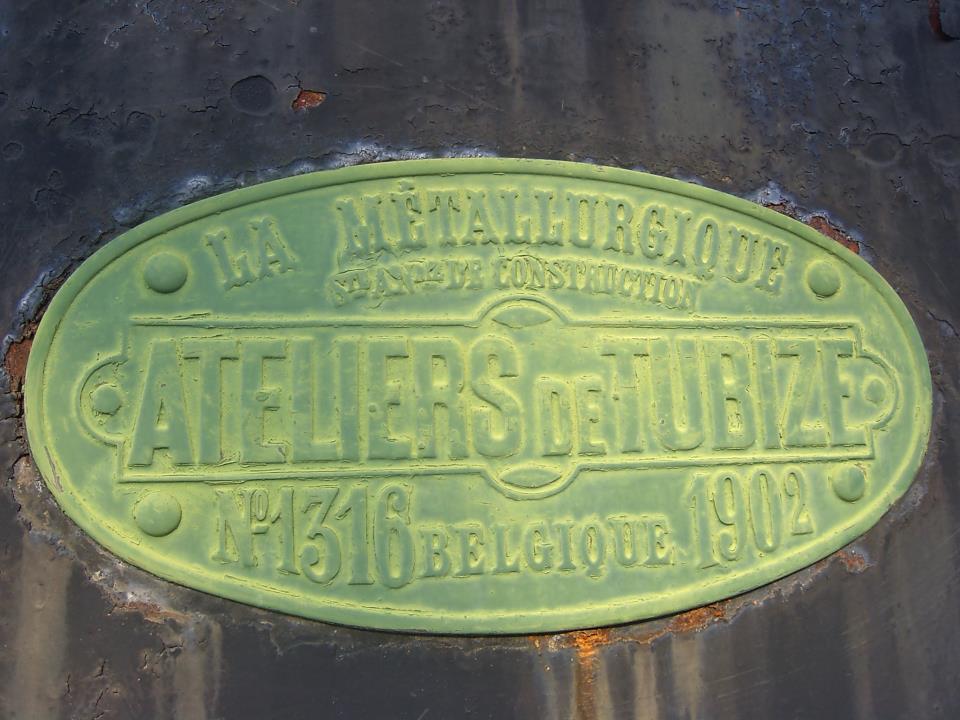 LA MÉTALLURGIQUE
STÉ ANME DE CONSTRUCTION
ATELIERS DE TUBIZE
NO 1316 BELGIQUE 1902